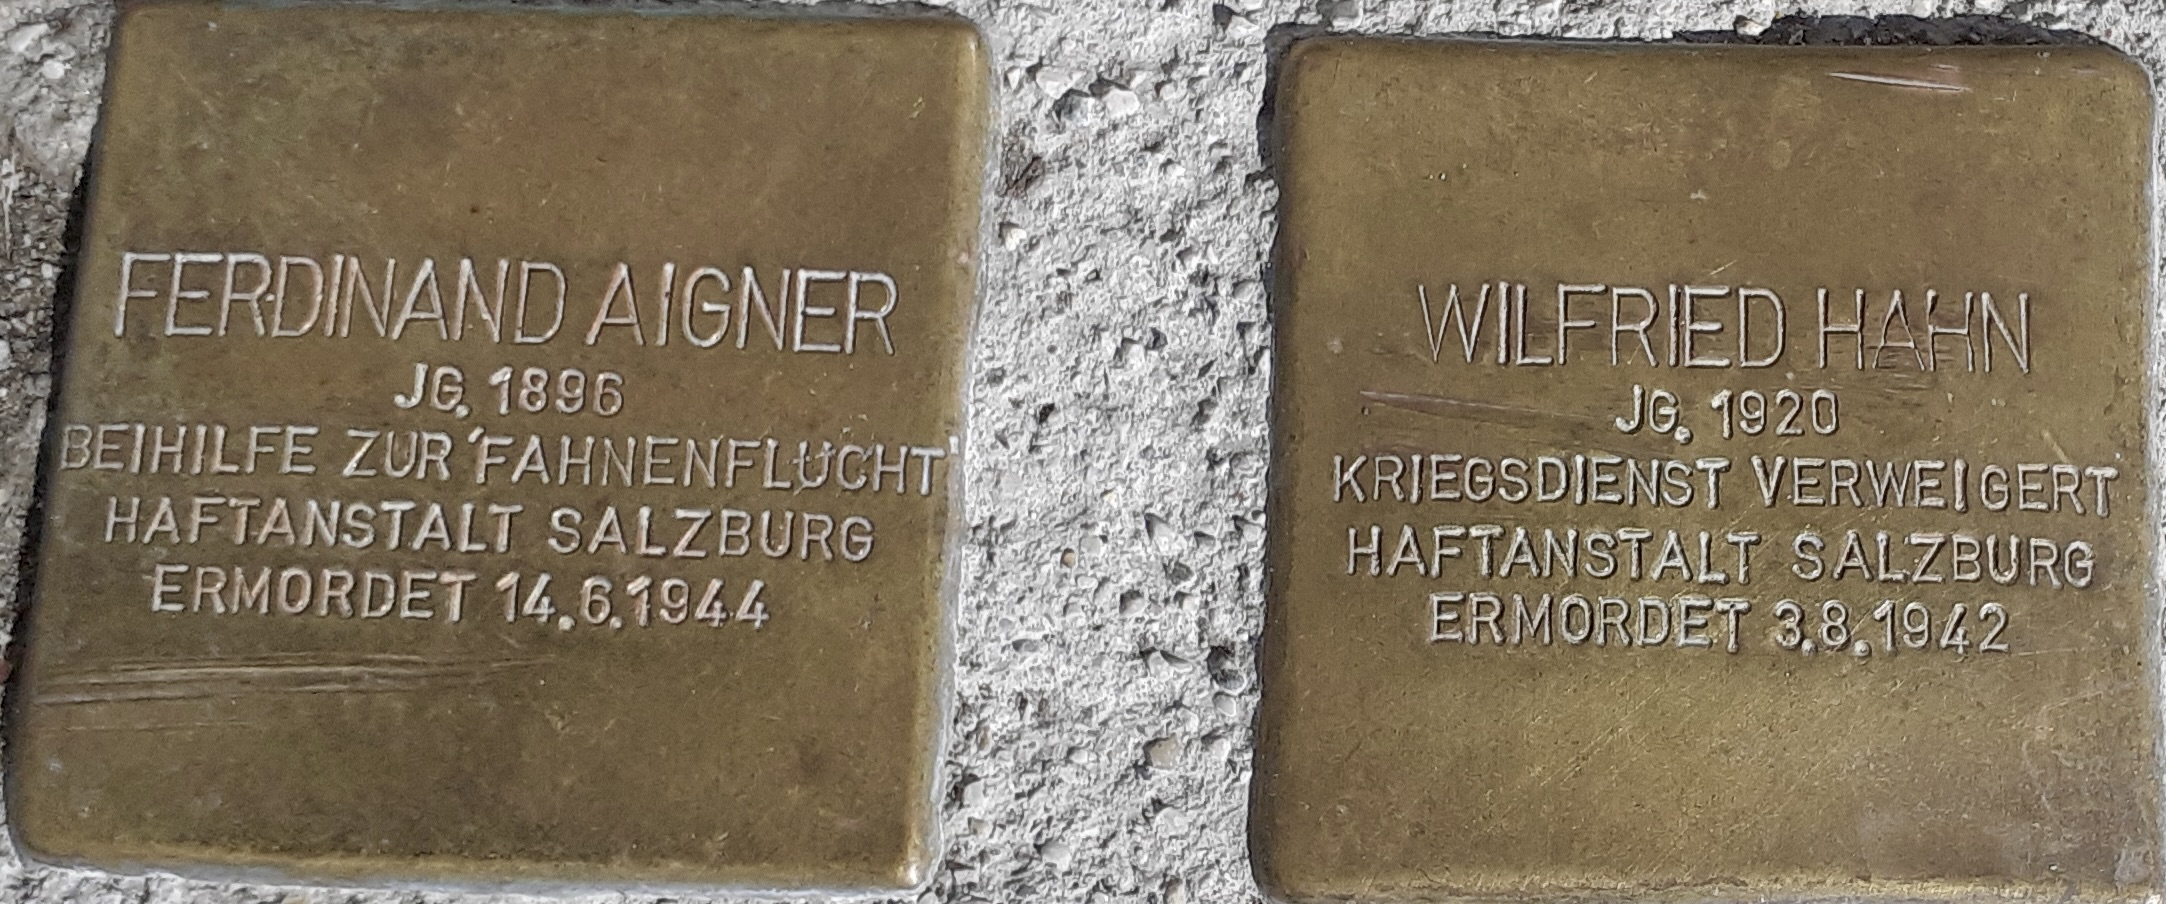 FERDINAND AIGNER
JG. 1896
BEIHILFE ZUR 'FAHNENFLUCHT'
HAFTANSTALT SALZBURG
ERMORDET 14.6.1944
WILFRIED HAHN
JG. 1920
KRIEGSDIENST VERWEIGERT
HAFTANSTALT SALZBURG
ERMORDET 3.8.1942